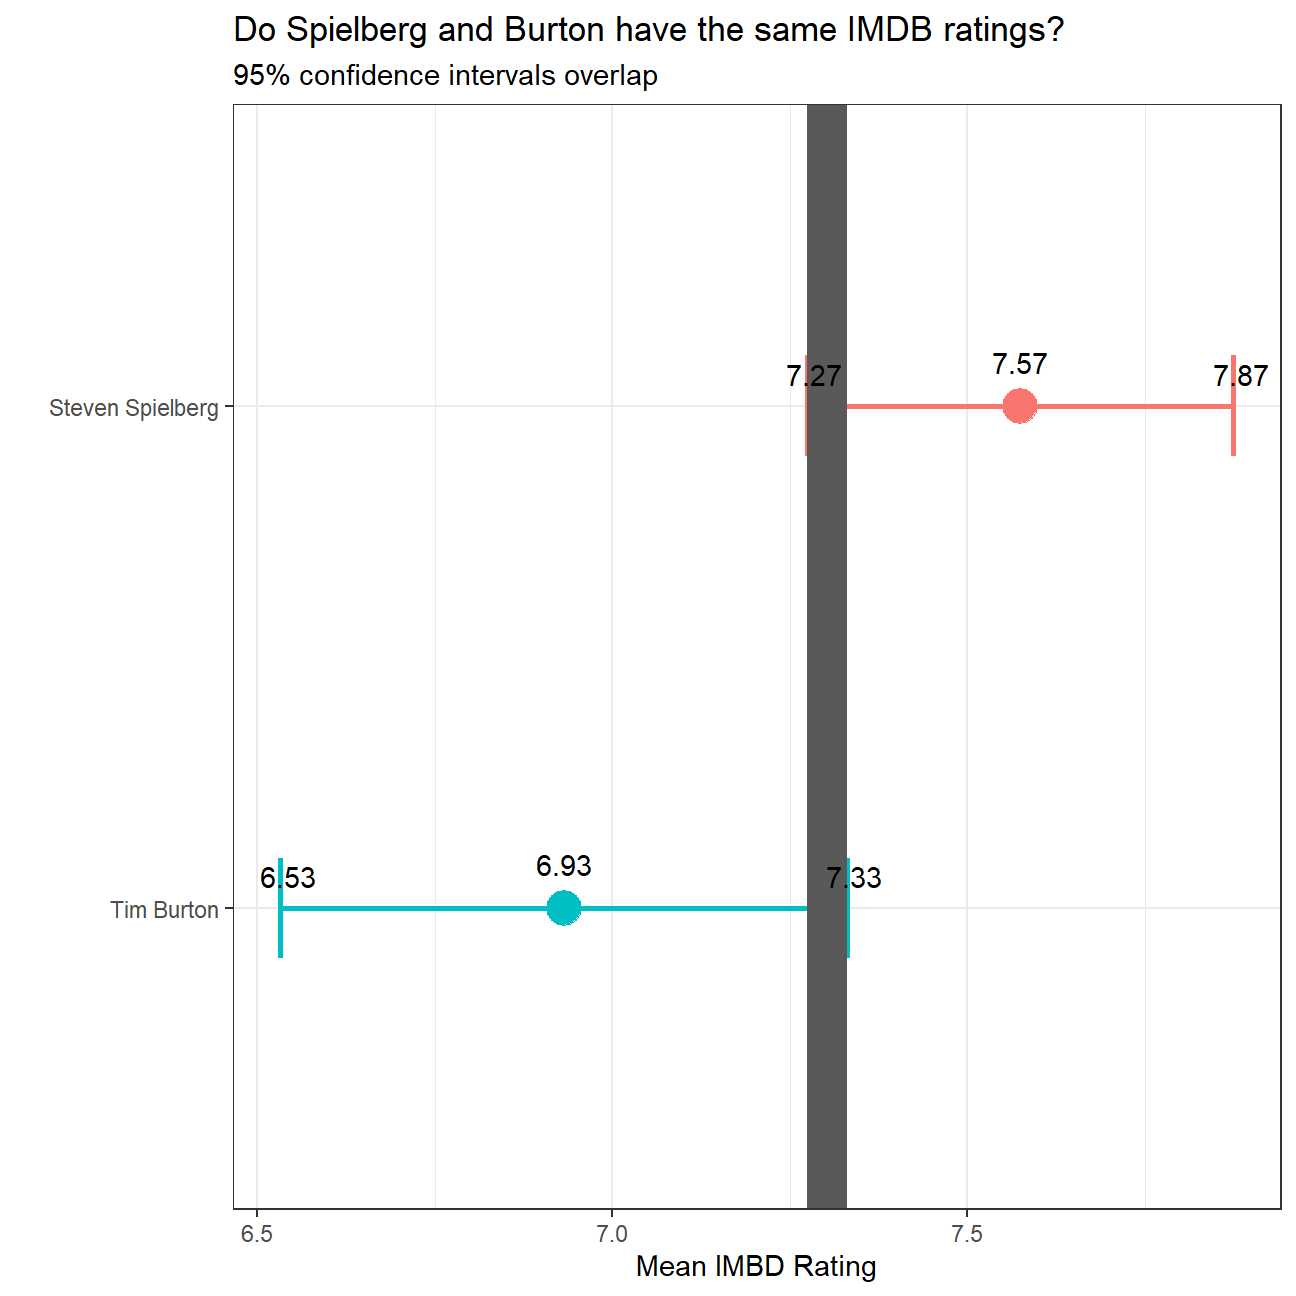 Do Spielberg and Burton have the same IMDB ratings?
95% confidence intervals overlap
7.27
7.57
7.87
Steven Spielberg
6.53
6.93
7.33
Tim Burton
6.5
7.0
7.5
Mean IMBD Rating